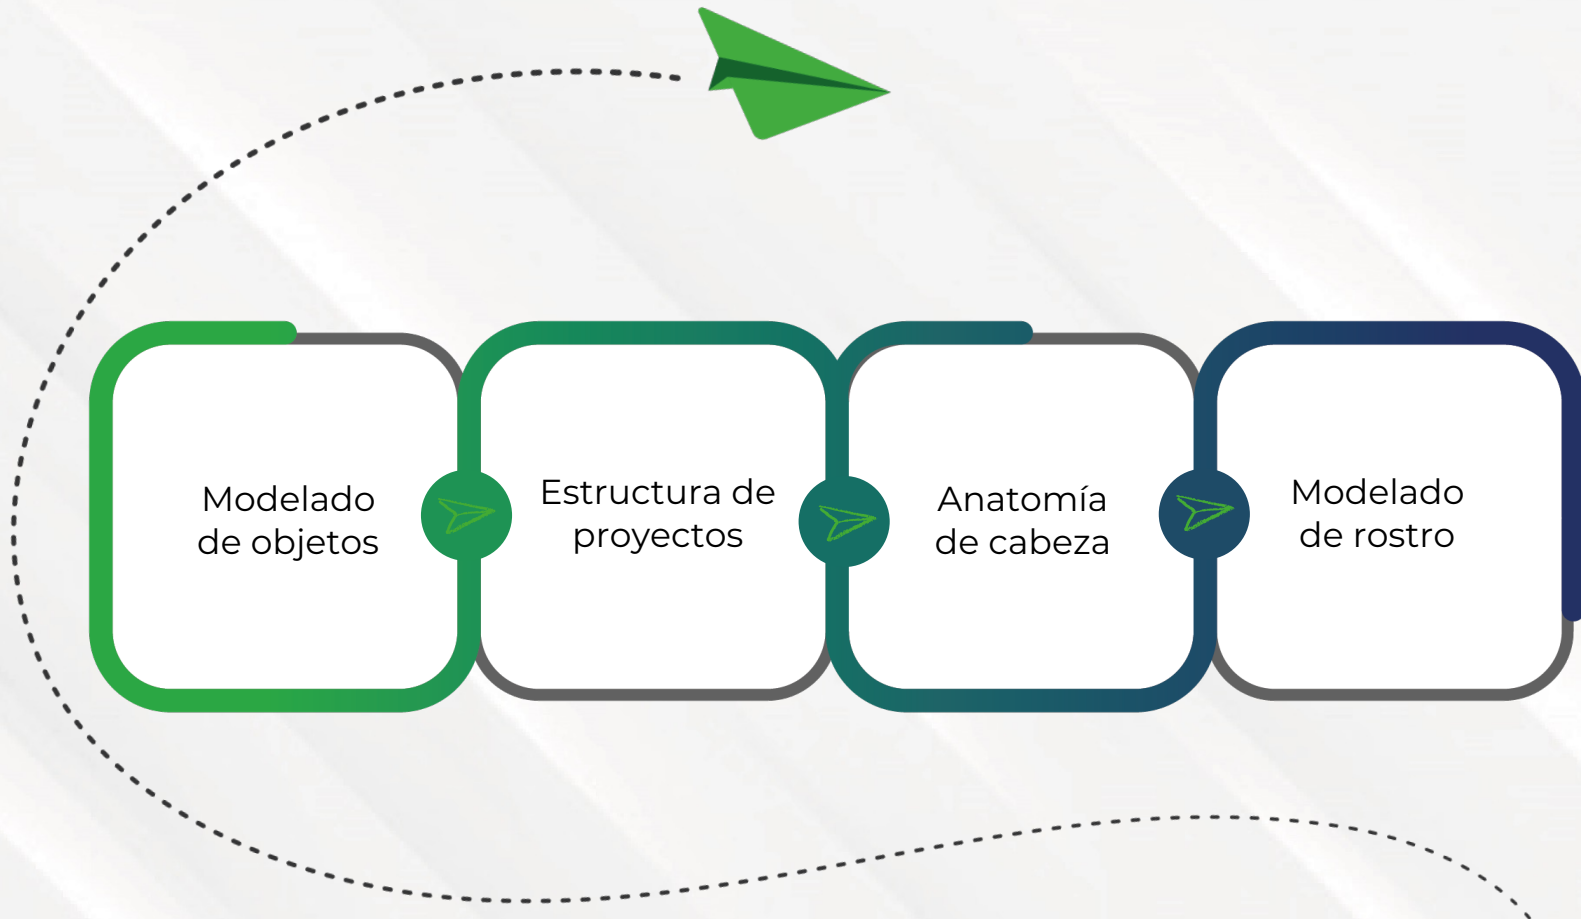 Modelado
de objetos
Estructura de
proyectos
Anatomía
de cabeza
Modelado
de rostro